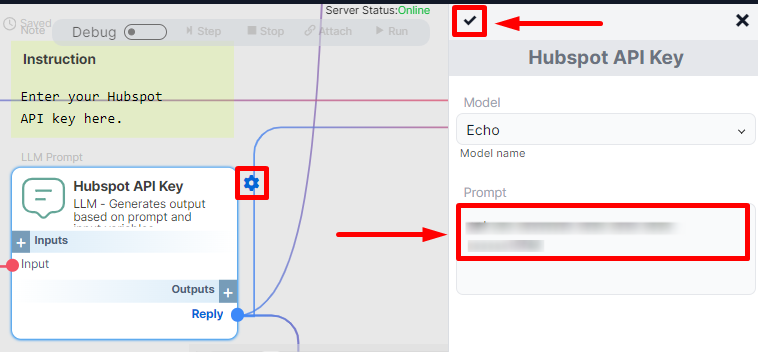 Server Status:Online
Saved
Note
Debug
Step
Stop
Attach
Run
Instruction
Enter your Hubspot
API key here.
LLM Prompt
Hubspot API Key
LLM - Generates output
based on prompt and
input variables
Inputs
Input
Outputs
Reply
Hubspot API Key
Model
Echo
Model name
Prompt